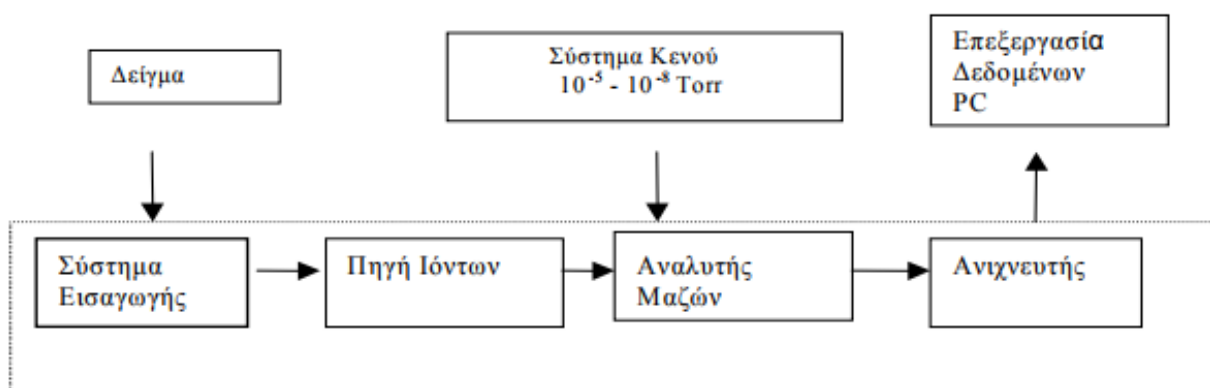 Δείγμα
Σύστημα Κενού
10⁻⁵ - 10⁻⁸ Torr
Επεξεργασία
Δεδομένων
PC
Σύστημα
Εισαγωγής
Πηγή Ιόντων
Αναλυτής
Μαζών
Ανιχνευτής